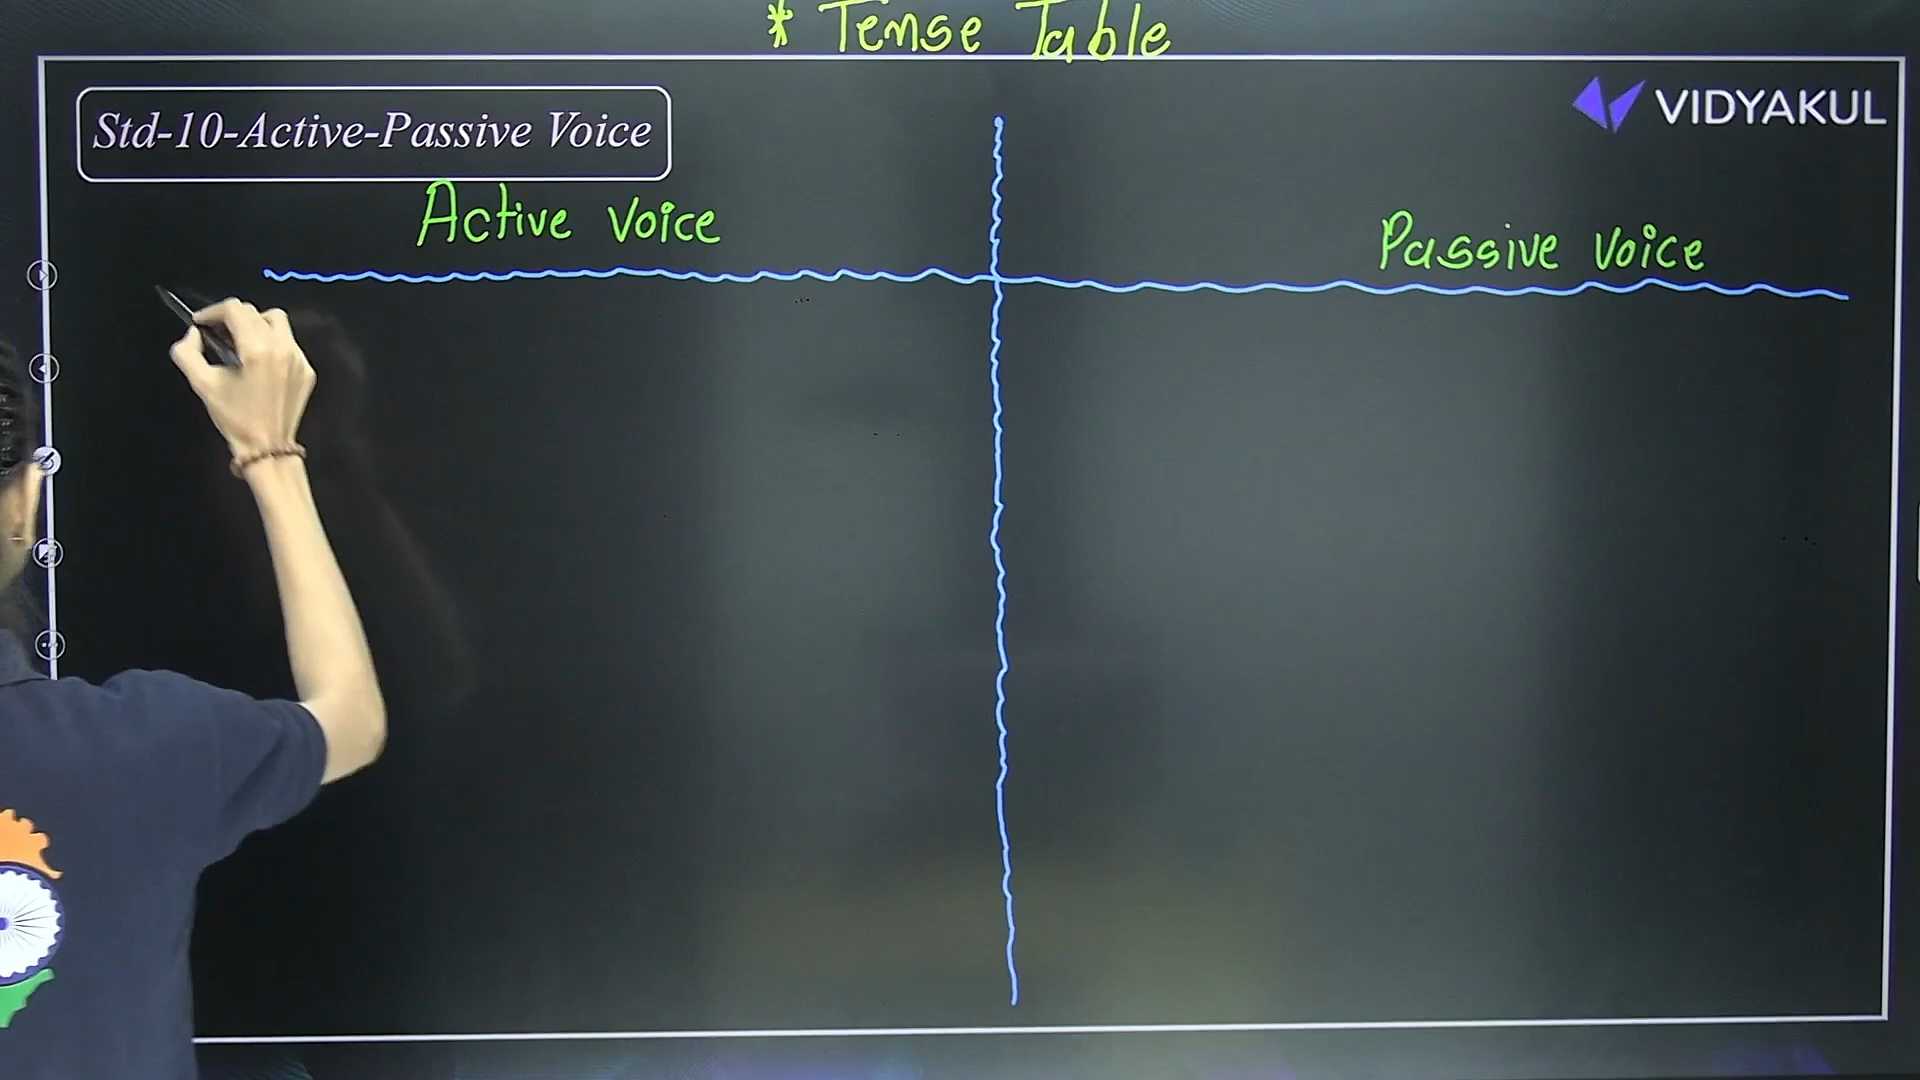 * Tense Table
Std-10-Active-Passive Voice
VIDYAKUL
Active Voice
Passive Voice